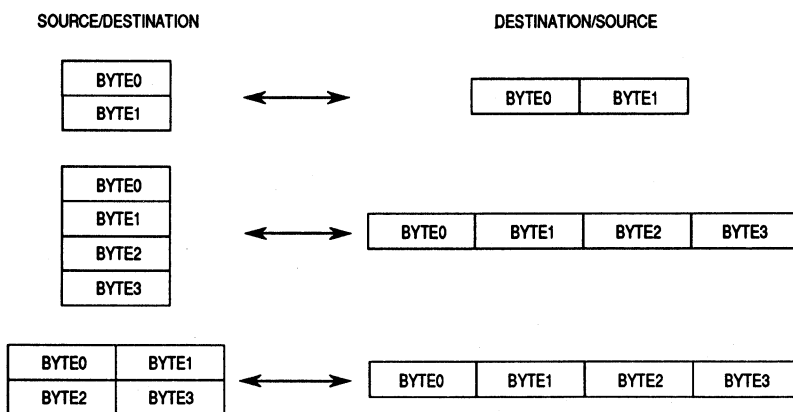 SOURCE/DESTINATION DESTINATION/SOURCE
BYTE0
BYTE1
BYTE0 BYTE1
BYTE0
BYTE1
BYTE2
BYTE3
BYTE0 BYTE1 BYTE2 BYTE3
BYTE0 BYTE1
BYTE2 BYTE3
BYTE0 BYTE1 BYTE2 BYTE3